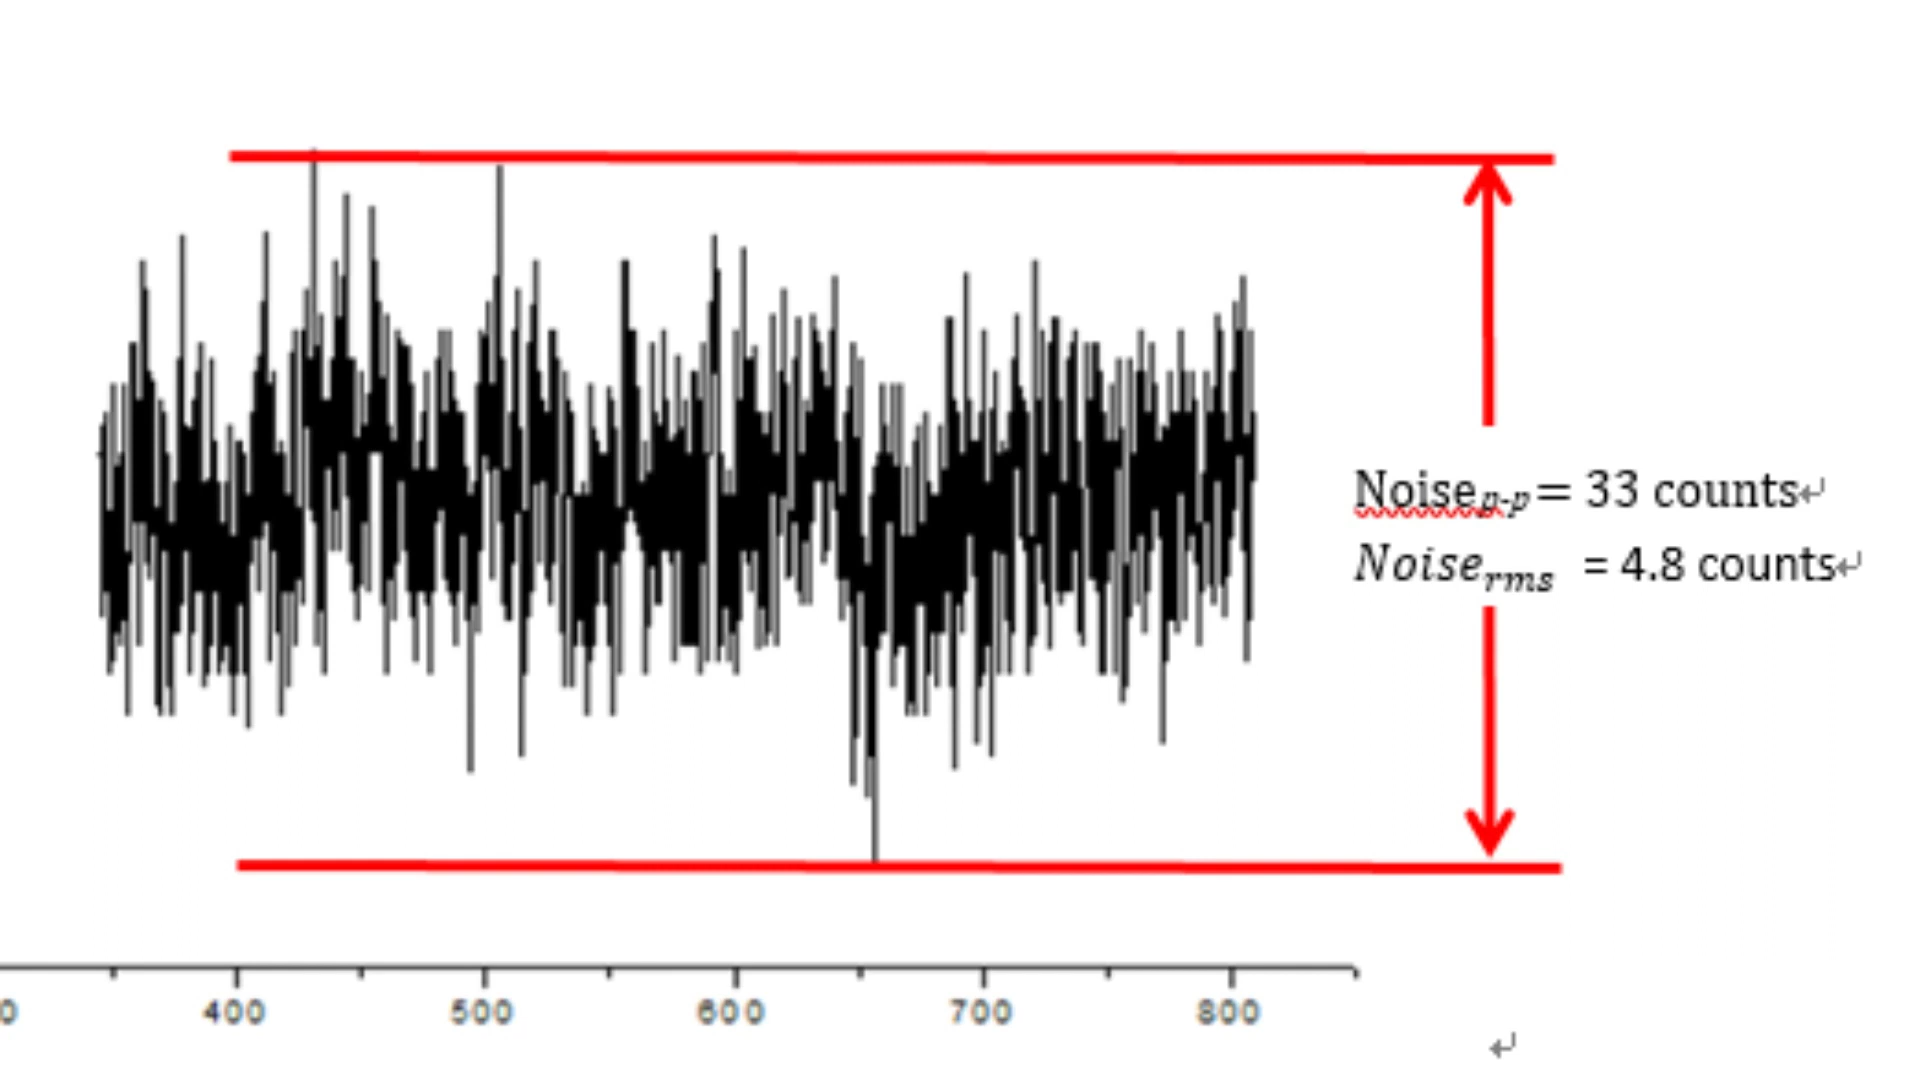 Noisep-p = 33 counts↵
Noiserms = 4.8 counts↵
0 400 500 600 700 800
↵